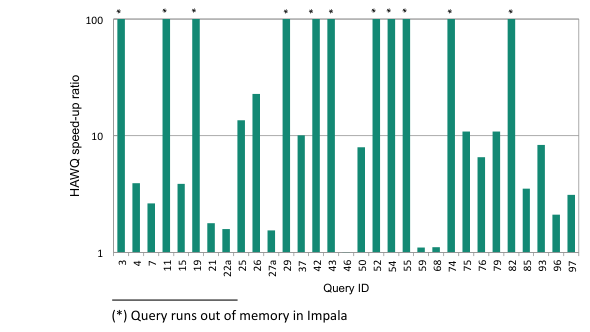 * * * * * * * * * * *
100
10
1
HAWQ speed-up ratio
3 4 7 11 15 19 21 22a 25 26 27a 29 37 42 43 46 50 52 54 55 59 68 74 76 76 79 82 85 93 96 97
Query ID
(*) Query runs out of memory in Impala